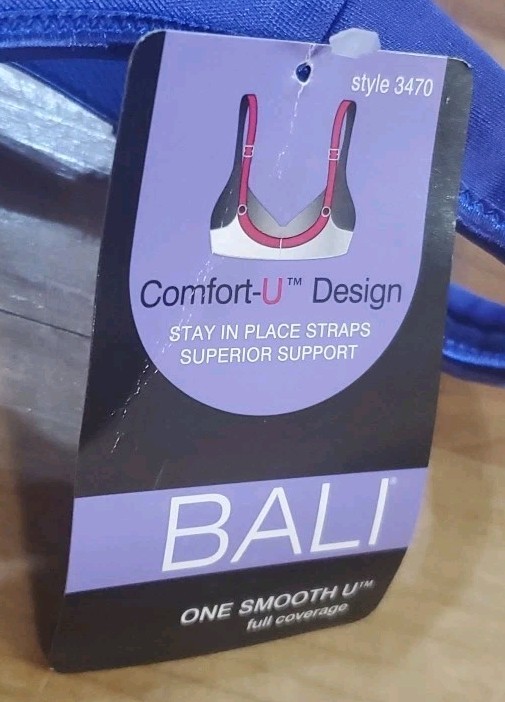 style 3470
Comfort-U™ Design
STAY IN PLACE STRAPS
SUPERIOR SUPPORT
BALI®
ONE SMOOTH U™
full coverage